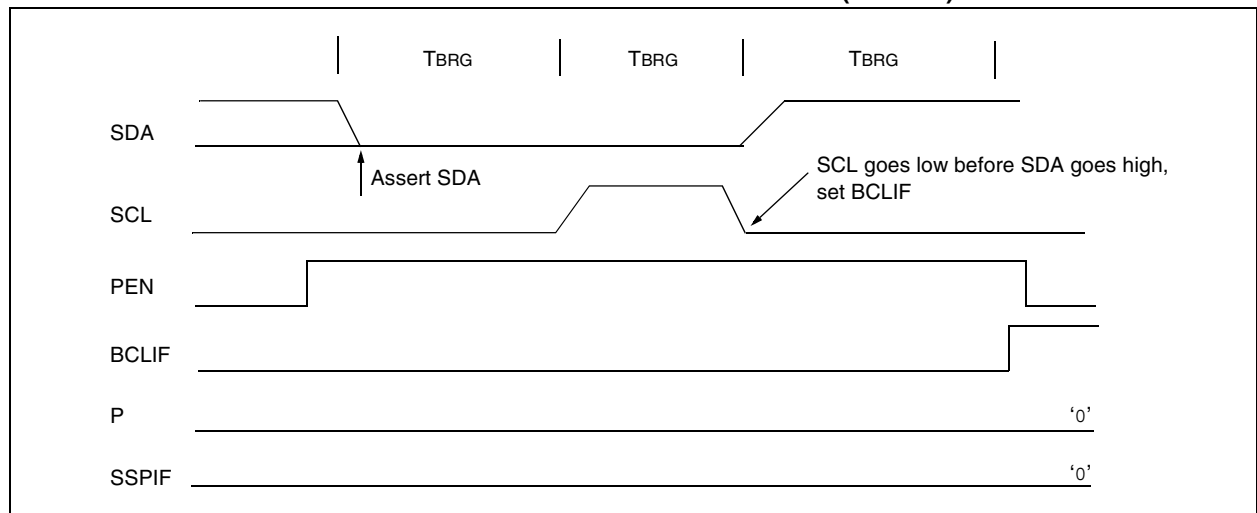 TBRG TBRG TBRG
SDA
Assert SDA
SCL goes low before SDA goes high,
set BCLIF
SCL
PEN
BCLIF
P ‘0’
SSPIF ‘0’